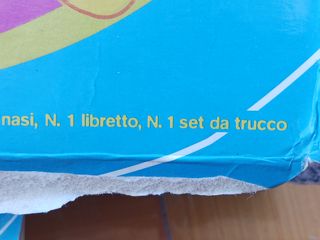 nasi, N. 1 libretto, N. 1 set da trucco